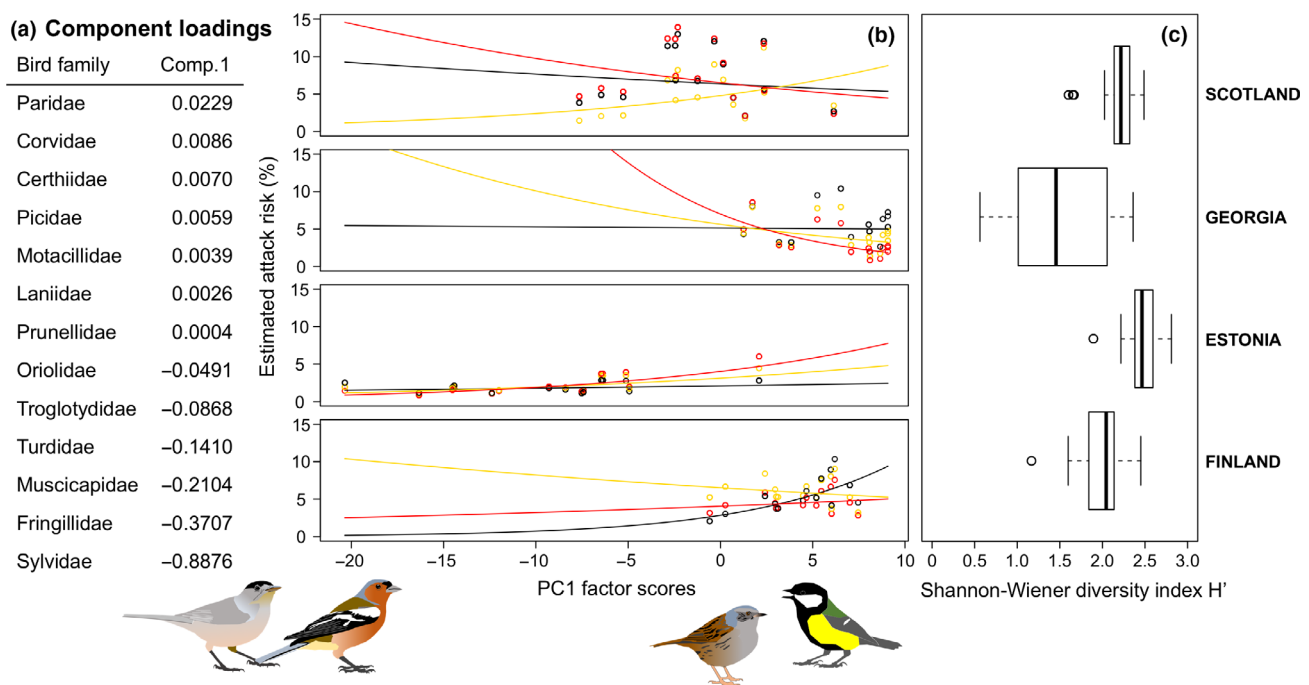 (a) Component loadings
Bird family Comp.1
Paridae 0.0229
Corvidae 0.0086
Certhiidae 0.0070
Picidae 0.0059
Motacillidae 0.0039
Laniidae 0.0026
Prunellidae 0.0004
Oriolidae –0.0491
Troglotydidae –0.0868
Turdidae –0.1410
Muscicapidae –0.2104
Fringillidae –0.3707
Sylvidae –0.8876
(b)
Estimated attack risk (%)
15
10
5
0
15
10
5
0
15
10
5
0
15
10
5
0
−20 −15 −10 −5 0 5 10
PC1 factor scores
(c)
SCOTLAND
GEORGIA
ESTONIA
FINLAND
0 0.5 1.0 1.5 2.0 2.5 3.0
Shannon-Wiener diversity index H’